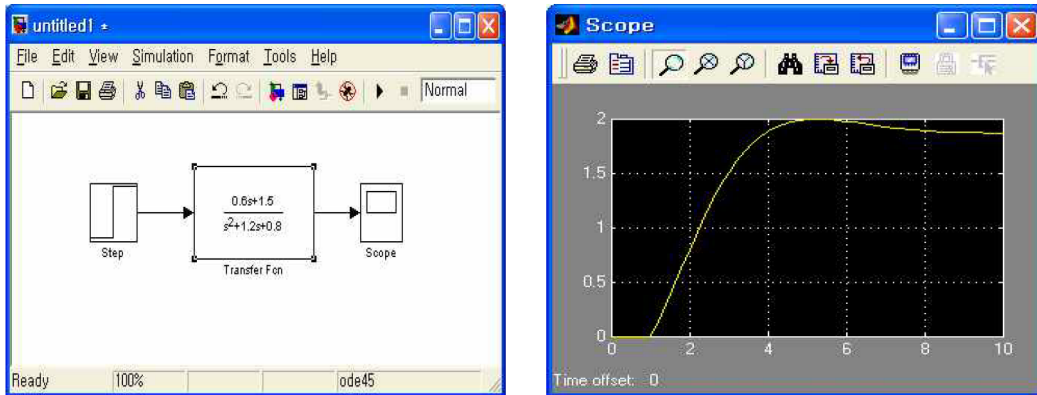 untitled1 *
File Edit View Simulation Format Tools Help
Normal
0.6s+1.5
s²+1.2s+0.8
Step
Transfer Fcn
Scope
Ready 100% ode45
Scope
2
1.5
1
0.5
0
0 2 4 6 8 10
Time offset: 0